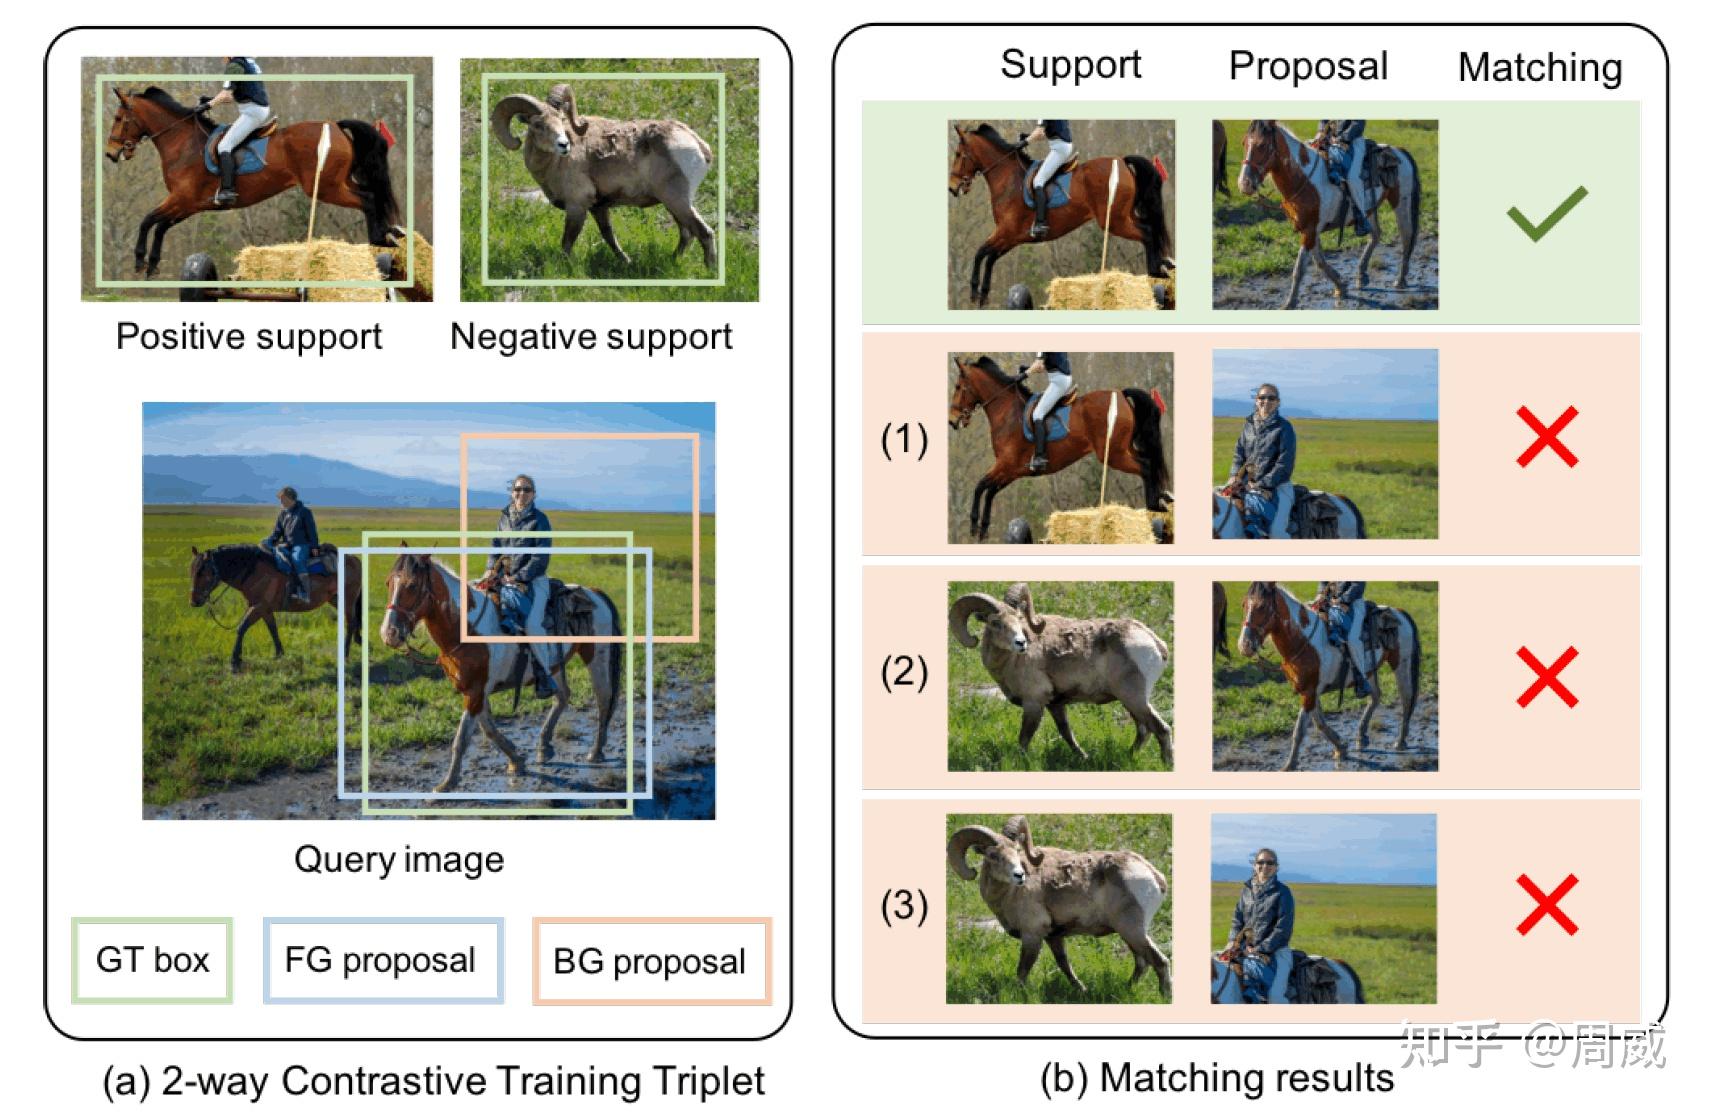 Positive support
Negative support
Query image
GT box
FG proposal
BG proposal
(a) 2-way Contrastive Training Triplet
Support
Proposal
Matching
(1)
(2)
(3)
(b) Matching results
知乎 @周威